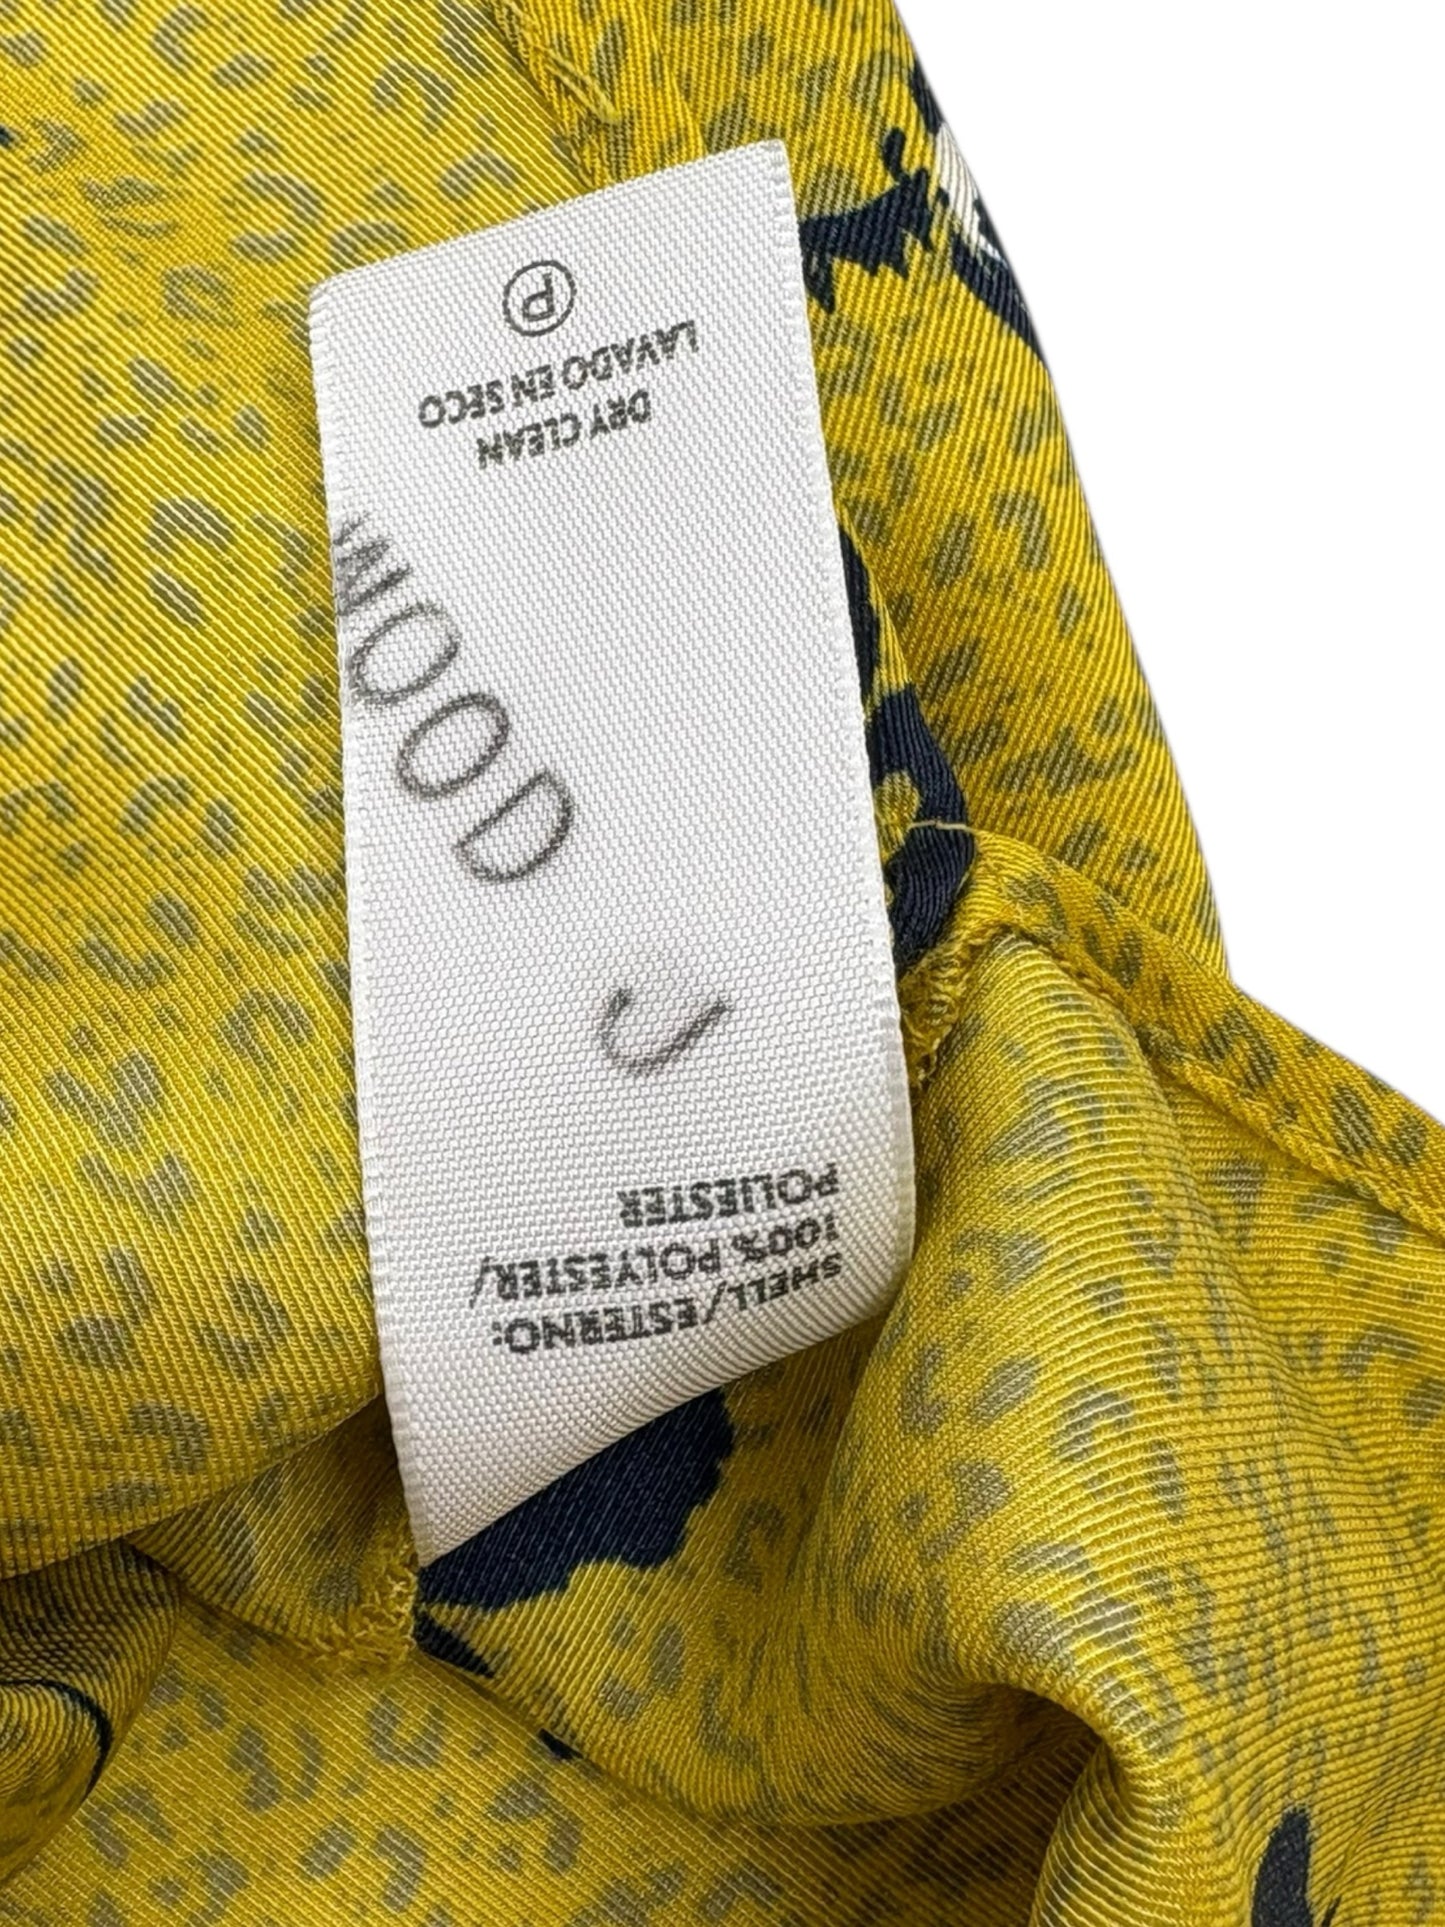 SHELL/ESTERNO:
100% POLYESTER/
POLIESTER
WOOD J
DRY CLEAN
LAVADO EN SECO
P